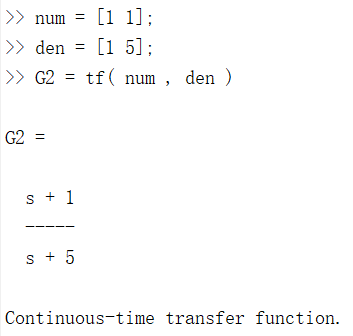 >> num = [1 1];
>> den = [1 5];
>> G2 = tf( num , den )
G2 =
s + 1
-----
s + 5
Continuous-time transfer function.